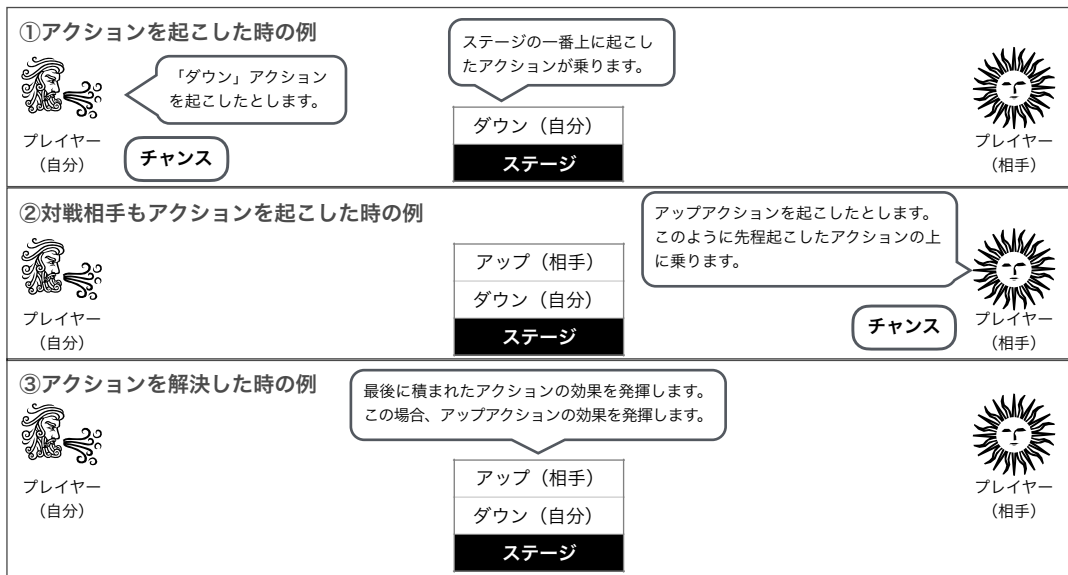 ①アクションを起こした時の例
ステージの一番上に起こし
たアクションが乗ります。
「ダウン」アクション
を起こしたとします。
プレイヤー
（自分）
チャンス
ダウン（自分）
ステージ
プレイヤー
（相手）
②対戦相手もアクションを起こした時の例
アップアクションを起こしたとします。
このように先程起こしたアクションの上
に乗ります。
プレイヤー
（自分）
アップ（相手）
ダウン（自分）
ステージ
チャンス
プレイヤー
（相手）
③アクションを解決した時の例
最後に積まれたアクションの効果を発揮します。
この場合、アップアクションの効果を発揮します。
プレイヤー
（自分）
アップ（相手）
ダウン（自分）
ステージ
プレイヤー
（相手）